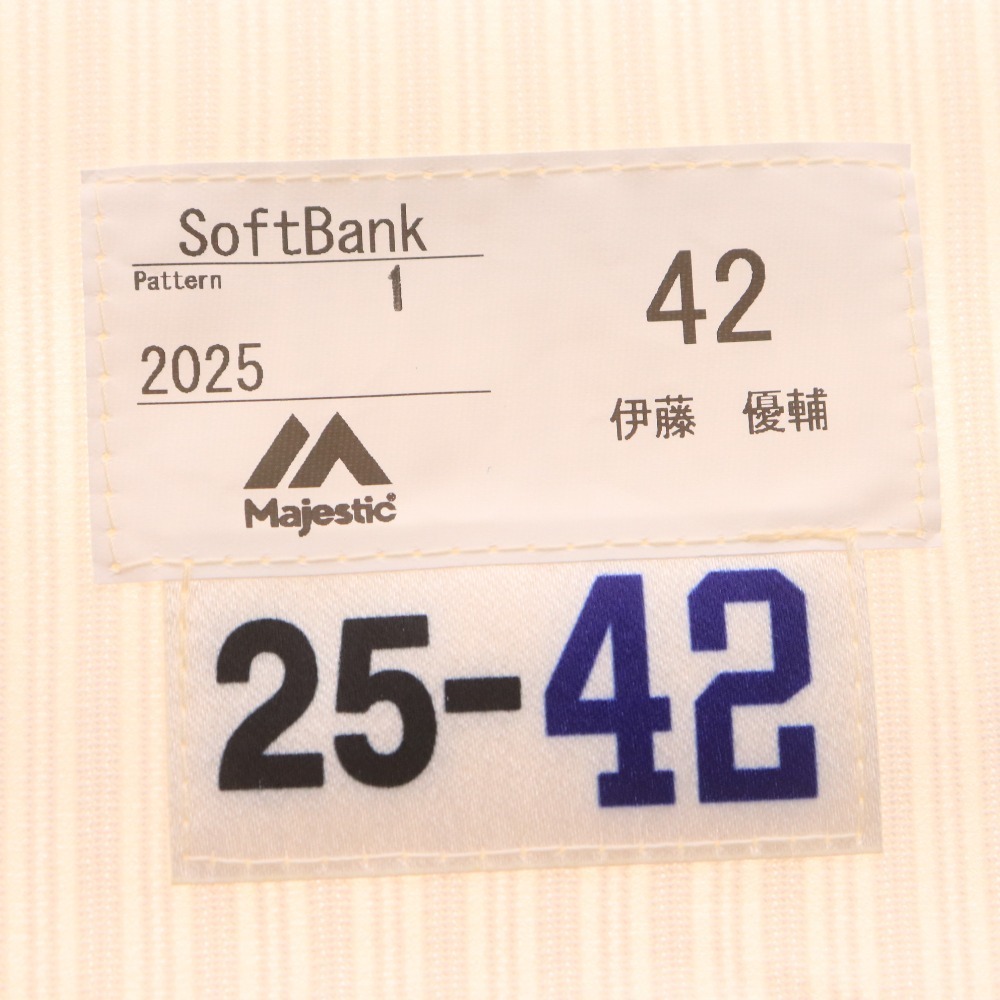 SoftBank
Pattern 1
2025
Majestic®
42
伊藤 優輔
25-42